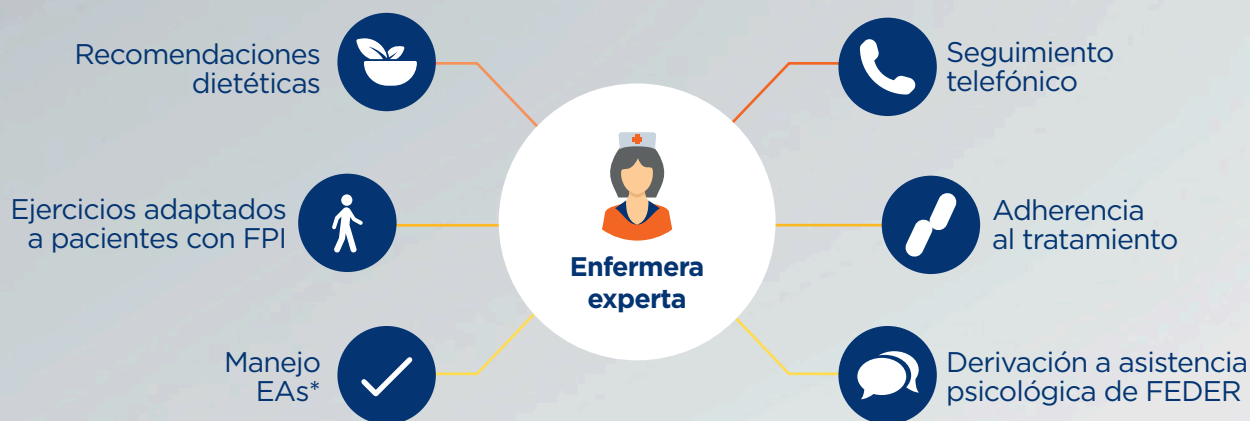 Recomendaciones
dietéticas
Ejercicios adaptados
a pacientes con FPI
Manejo
EAs*
Enfermera
experta
Seguimiento
telefónico
Adherencia
al tratamiento
Derivación a asistencia
psicológica de FEDER